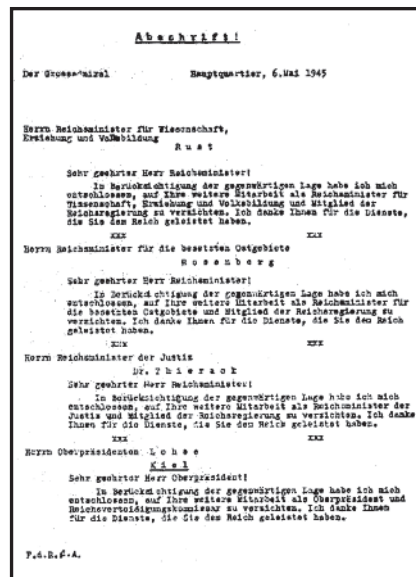 Abschrift!
Der Grossadmiral Hauptquartier, 6.Mai 1945
Herrn Reichsminister für Wissenschaft,
Erziehung und Volksbildung
R u s t
Sehr geehrter Herr Reichsminister!
In Berücksichtigung der gegenwärtigen Lage habe ich mich
entschlossen, auf Ihre weitere Mitarbeit als Reichsminister für
Wissenschaft, Erziehung und Volksbildung und Mitglied der
Reichsregierung zu verzichten. Ich danke Ihnen für die Dienste,
die Sie dem Reich geleistet haben.
xxx xxx
Herrn Reichsminister für die besetzten Ostgebiete
R o s e n b e r g
Sehr geehrter Herr Reichsminister!
In Berücksichtigung der gegenwärtigen Lage habe ich mich
entschlossen, auf Ihre weitere Mitarbeit als Reichsminister für
die besetzten Ostgebiete und Mitglied der Reichsregierung zu
verzichten. Ich danke Ihnen für die Dienste, die Sie dem Reich
geleistet haben.
xxx xxx
Herrn Reichsminister der Justiz
Dr. T h i e r a c k
Sehr geehrter Herr Reichsminister!
In Berücksichtigung der gegenwärtigen Lage habe ich mich
entschlossen, auf Ihre weitere Mitarbeit als Reichsminister der
Justiz und Mitglied der Reichsregierung zu verzichten. Ich danke
Ihnen für die Dienste, die Sie dem Reich geleistet haben.
xxx xxx
Herrn Oberpräsidenten L o h s e
K i e l
Sehr geehrter Herr Oberpräsident!
In Berücksichtigung der gegenwärtigen Lage habe ich mich
entschlossen, auf Ihre weitere Mitarbeit als Oberpräsident und
Reichsverteidigungskommissar zu verzichten. Ich danke Ihnen
für die Dienste, die Sie dem Reich geleistet haben.
F.d.R.d.A.